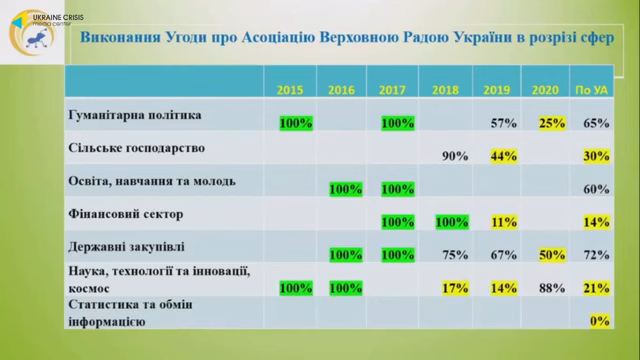 UKRAINE CRISIS
media center
Виконання Угоди про Асоціацію Верховною Радою України в розрізі сфер
2015 2016 2017 2018 2019 2020 По УА
Гуманітарна політика 100% 100% 57% 25% 65%
Сільське господарство 90% 44% 30%
Освіта, навчання та молодь 100% 100% 60%
Фінансовий сектор 100% 100% 11% 14%
Державні закупівлі 100% 100% 75% 67% 50% 72%
Наука, технології та інновації,
космос 100% 100% 17% 14% 88% 21%
Статистика та обмін
інформацією 0%